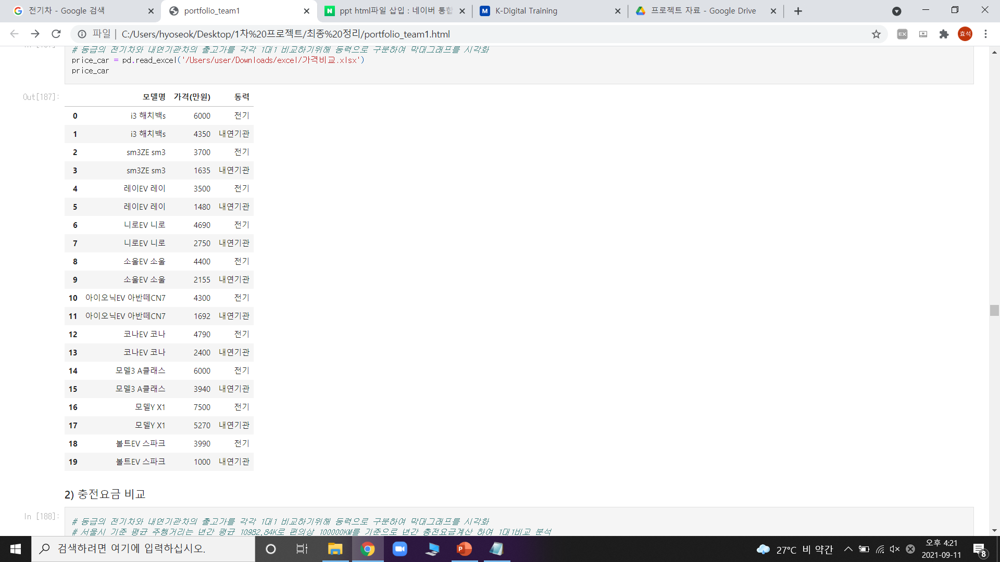 전기차 - Google 검색
portfolio_team1
ppt html파일 삽입 : 네이버 통합
K-Digital Training
프로젝트 자료 - Google Drive
파일 | C:/Users/hyoseok/Desktop/1차%20프로젝트/최종%20정리/portfolio_team1.html
EX
효석
# 동급의 전기차와 내연기관차의 출고가를 각각 1대1 비교하기위해 동력으로 구분하여 막대그래프를 시각화
price_car = pd.read_excel('/Users/user/Downloads/excel/가격비교.xlsx')
price_car
Out[187]:
모델명 가격(만원) 동력
0 i3 해치백s 6000 전기
1 i3 해치백s 4350 내연기관
2 sm3ZE sm3 3700 전기
3 sm3ZE sm3 1635 내연기관
4 레이EV 레이 3500 전기
5 레이EV 레이 1480 내연기관
6 니로EV 니로 4690 전기
7 니로EV 니로 2750 내연기관
8 소울EV 소울 4400 전기
9 소울EV 소울 2155 내연기관
10 아이오닉EV 아반떼CN7 4300 전기
11 아이오닉EV 아반떼CN7 1692 내연기관
12 코나EV 코나 4790 전기
13 코나EV 코나 2400 내연기관
14 모델3 A클래스 6000 전기
15 모델3 A클래스 3940 내연기관
16 모델Y X1 7500 전기
17 모델Y X1 5270 내연기관
18 볼트EV 스파크 3990 전기
19 볼트EV 스파크 1000 내연기관
2) 충전요금 비교
In [188]:
# 동급의 전기차와 내연기관차의 출고가를 각각 1대1 비교하기위해 동력으로 구분하여 막대그래프를 시각화
# 서울시 기준 평균 주행거리는 년간 평균 10982.84K로 편의상 100000KM를 기준으로 년간 충전요금계산 하여 1대1비교 분석
검색하려면 여기에 입력하십시오.
27°C 비 약간
오후 4:21
2021-09-11
8